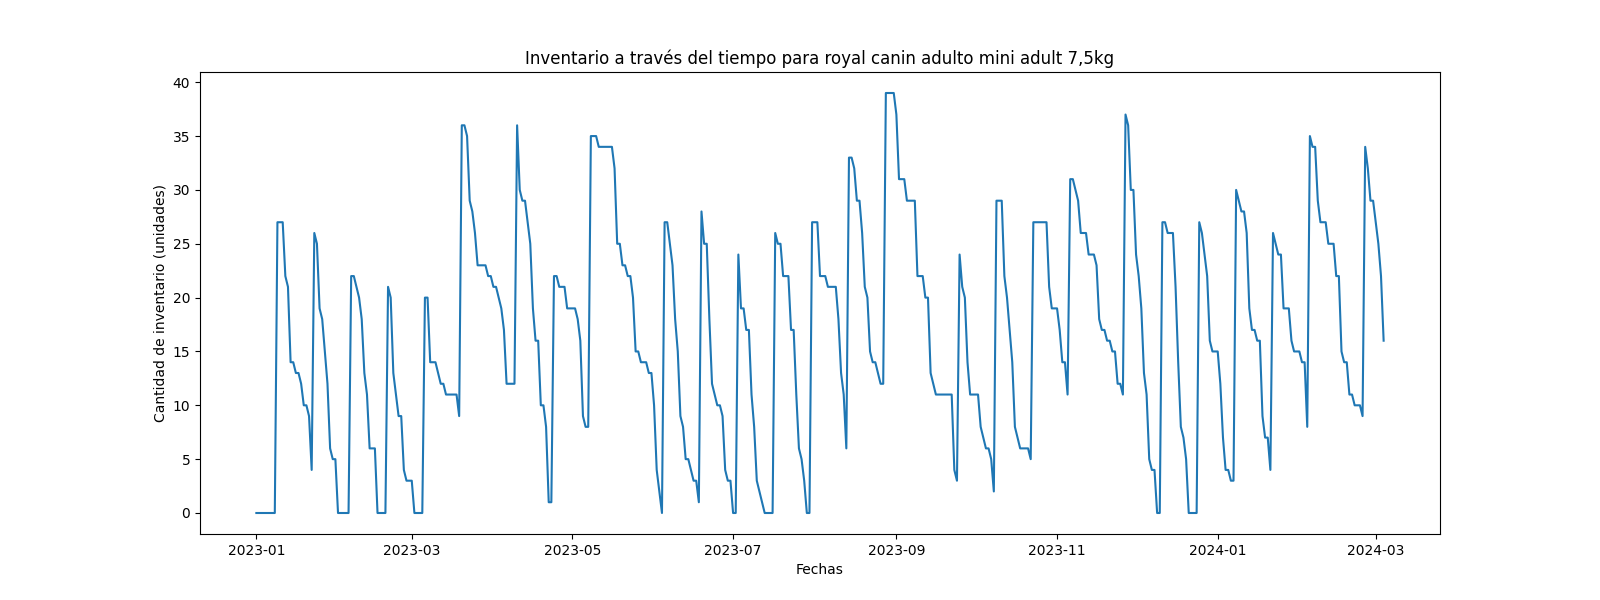 Inventario a través del tiempo para royal canin adulto mini adult 7,5kg
Cantidad de inventario (unidades)
40
35
30
25
20
15
10
5
0
2023-01 2023-03 2023-05 2023-07 2023-09 2023-11 2024-01 2024-03
Fechas